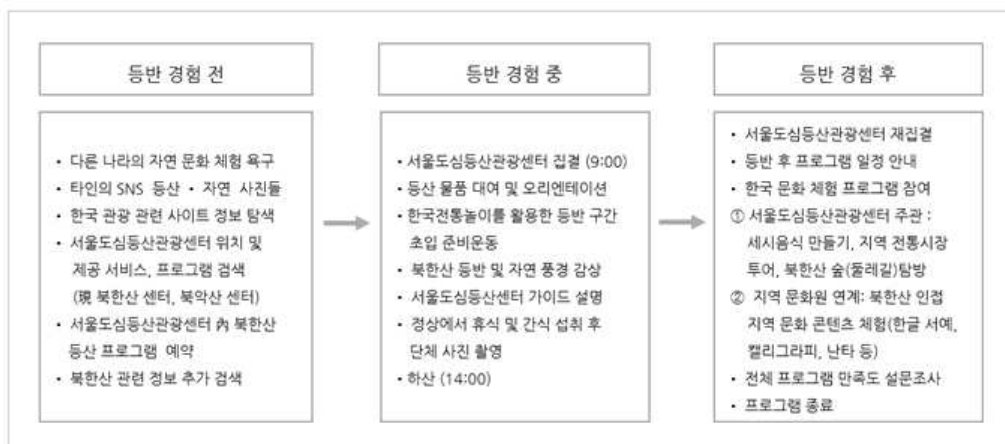 등반 경험 전
• 다른 나라의 자연 문화 체험 욕구
• 타인의 SNS 등산 • 자연 사진들
• 한국 관광 관련 사이트 정보 탐색
• 서울도심등산관광센터 위치 및
제공 서비스, 프로그램 검색
(現 북한산 센터, 북악산 센터)
• 서울도심등산관광센터 內 북한산
등산 프로그램 예약
• 북한산 관련 정보 추가 검색
등반 경험 중
• 서울도심등산관광센터 집결 (9:00)
• 등산 물품 대여 및 오리엔테이션
• 한국전통놀이를 활용한 등반 구간
초입 준비운동
• 북한산 등반 및 자연 풍경 감상
• 서울도심등산센터 가이드 설명
• 정상에서 휴식 및 간식 섭취 후
단체 사진 촬영
• 하산 (14:00)
등반 경험 후
• 서울도심등산관광센터 재집결
• 등반 후 프로그램 일정 안내
• 한국 문화 체험 프로그램 참여
① 서울도심등산관광센터 주관 :
세시음식 만들기, 지역 전통시장
투어, 북한산 숲(둘레길)탐방
② 지역 문화원 연계: 북한산 인접
지역 문화 콘텐츠 체험(한글 서예,
캘리그라피, 난타 등)
• 전체 프로그램 만족도 설문조사
• 프로그램 종료